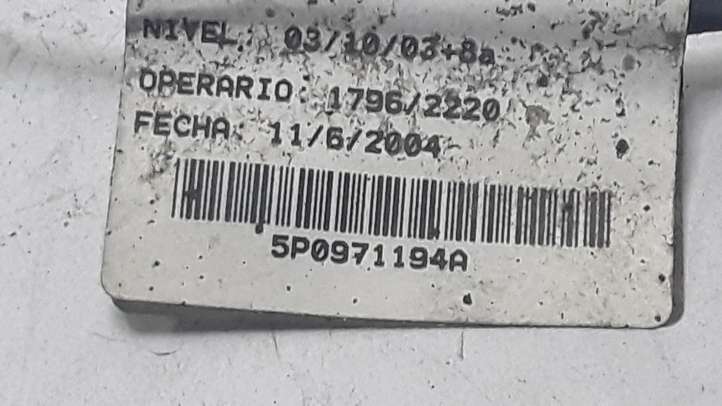 NIVEL: 03/10/03+8a
OPERARIO: 1796/2220
FECHA: 11/6/2004
5P0971194A